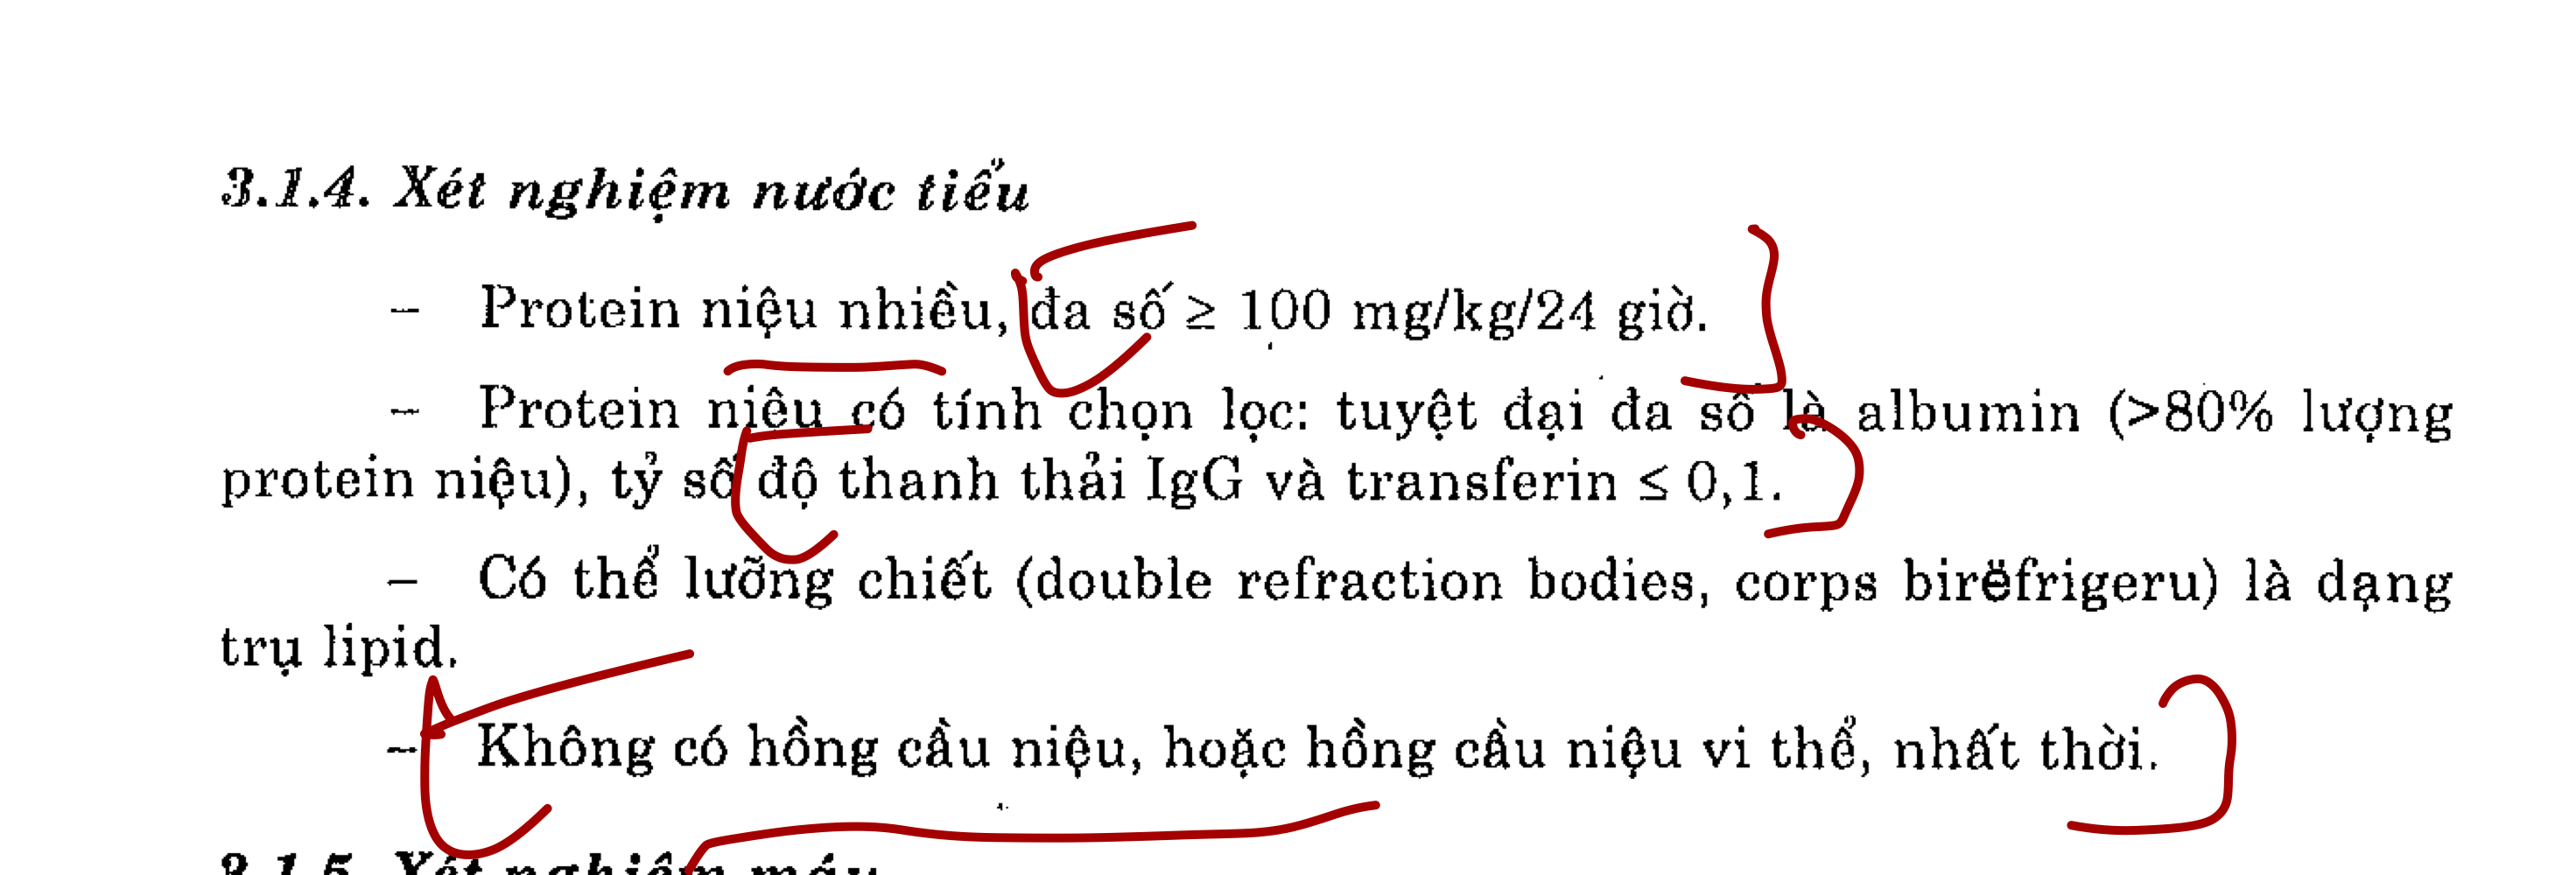 3.1.4. Xét nghiệm nước tiểu
– Protein niệu nhiều, đa số ≥ 100 mg/kg/24 giờ.
– Protein niệu có tính chọn lọc: tuyệt đại đa số là albumin (>80% lượng
protein niệu), tỷ số độ thanh thải IgG và transferin ≤ 0,1.
– Có thể lưỡng chiết (double refraction bodies, corps birëfrigeru) là dạng
trụ lipid.
– Không có hồng cầu niệu, hoặc hồng cầu niệu vi thể, nhất thời.
3.1.5. Xét nghiệm máu